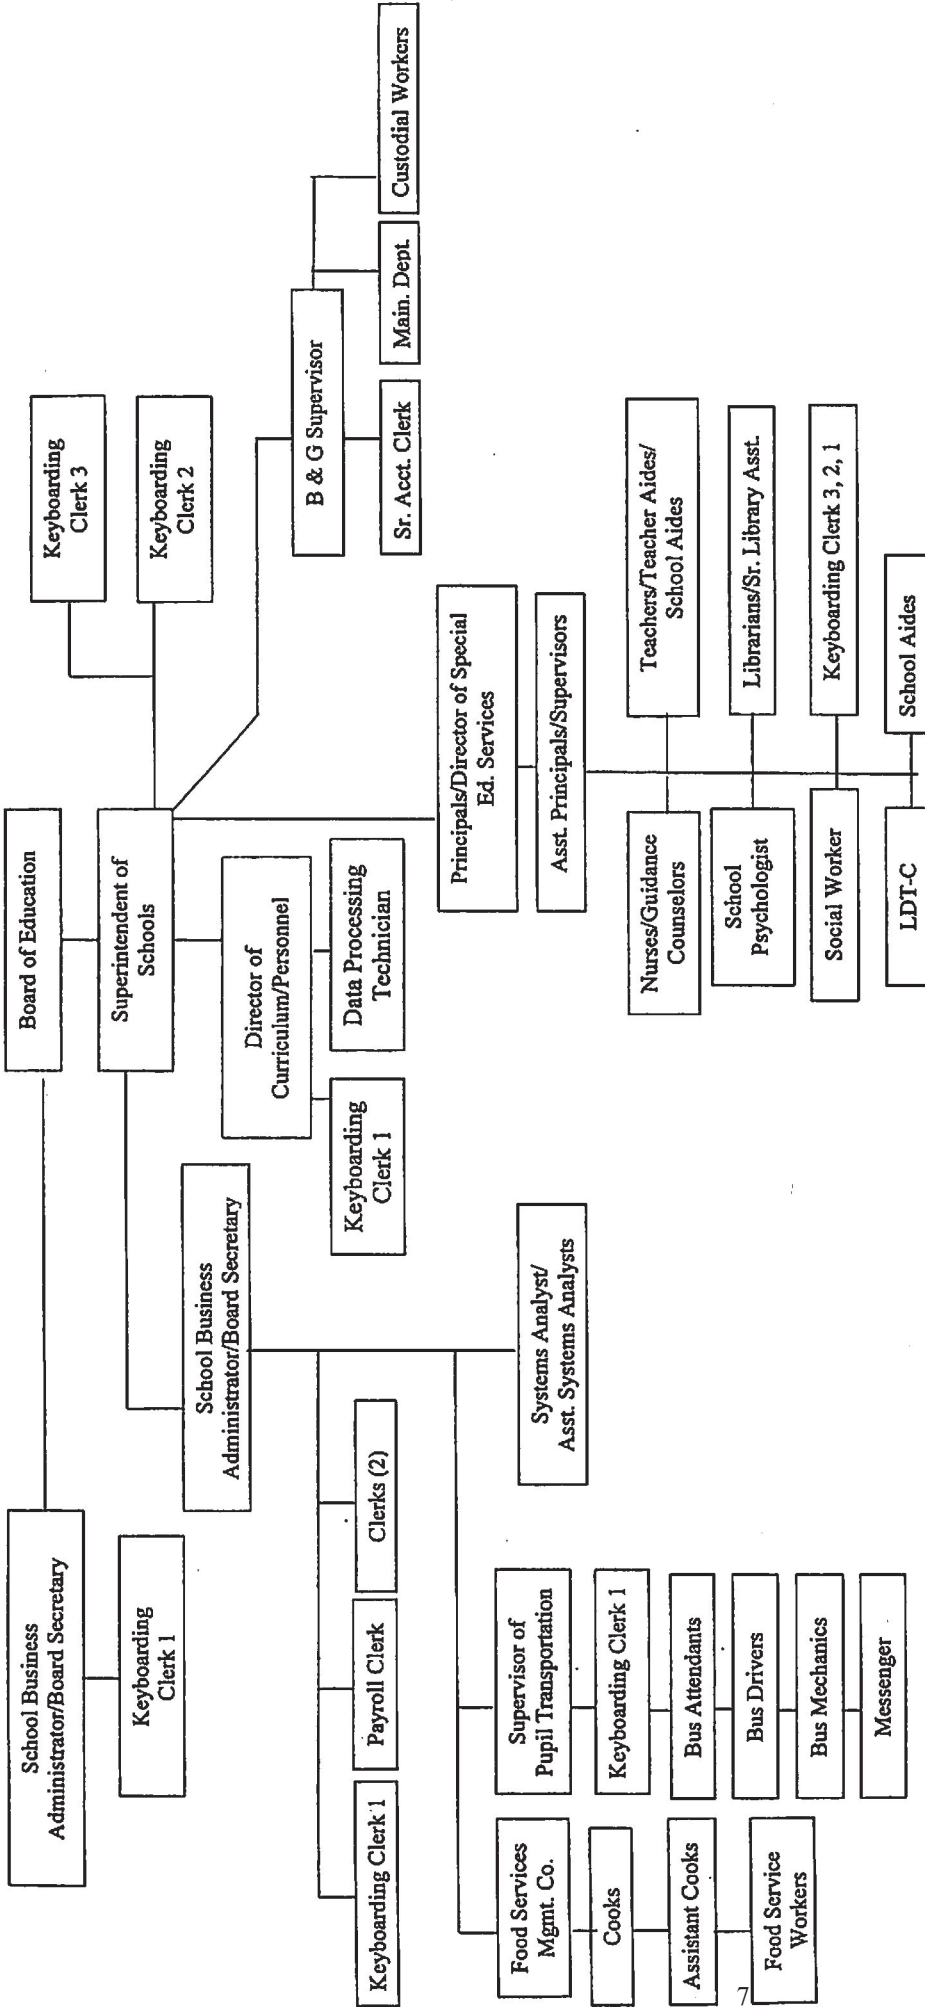 Board of Education
School Business
Administrator/Board Secretary
Keyboarding
Clerk 1
Superintendent of
Schools
Keyboarding
Clerk 3
Keyboarding
Clerk 2
School Business
Administrator/Board Secretary
Director of
Curriculum/Personnel
Keyboarding
Clerk 1
Data Processing
Technician
B & G Supervisor
Sr. Acct. Clerk
Main. Dept.
Custodial Workers
Keyboarding Clerk 1
Payroll Clerk
Clerks (2)
Principals/Director of Special
Ed. Services
Asst. Principals/Supervisors
Food Services
Mgmt. Co.
Cooks
Assistant Cooks
Food Service
Workers
Supervisor of
Pupil Transportation
Keyboarding Clerk 1
Bus Attendants
Bus Drivers
Bus Mechanics
Messenger
Systems Analyst/
Asst. Systems Analysts
Nurses/Guidance
Counselors
Teachers/Teacher Aides/
School Aides
School
Psychologist
Librarians/Sr. Library Asst.
Social Worker
Keyboarding Clerk 3, 2, 1
LDT-C
School Aides
7